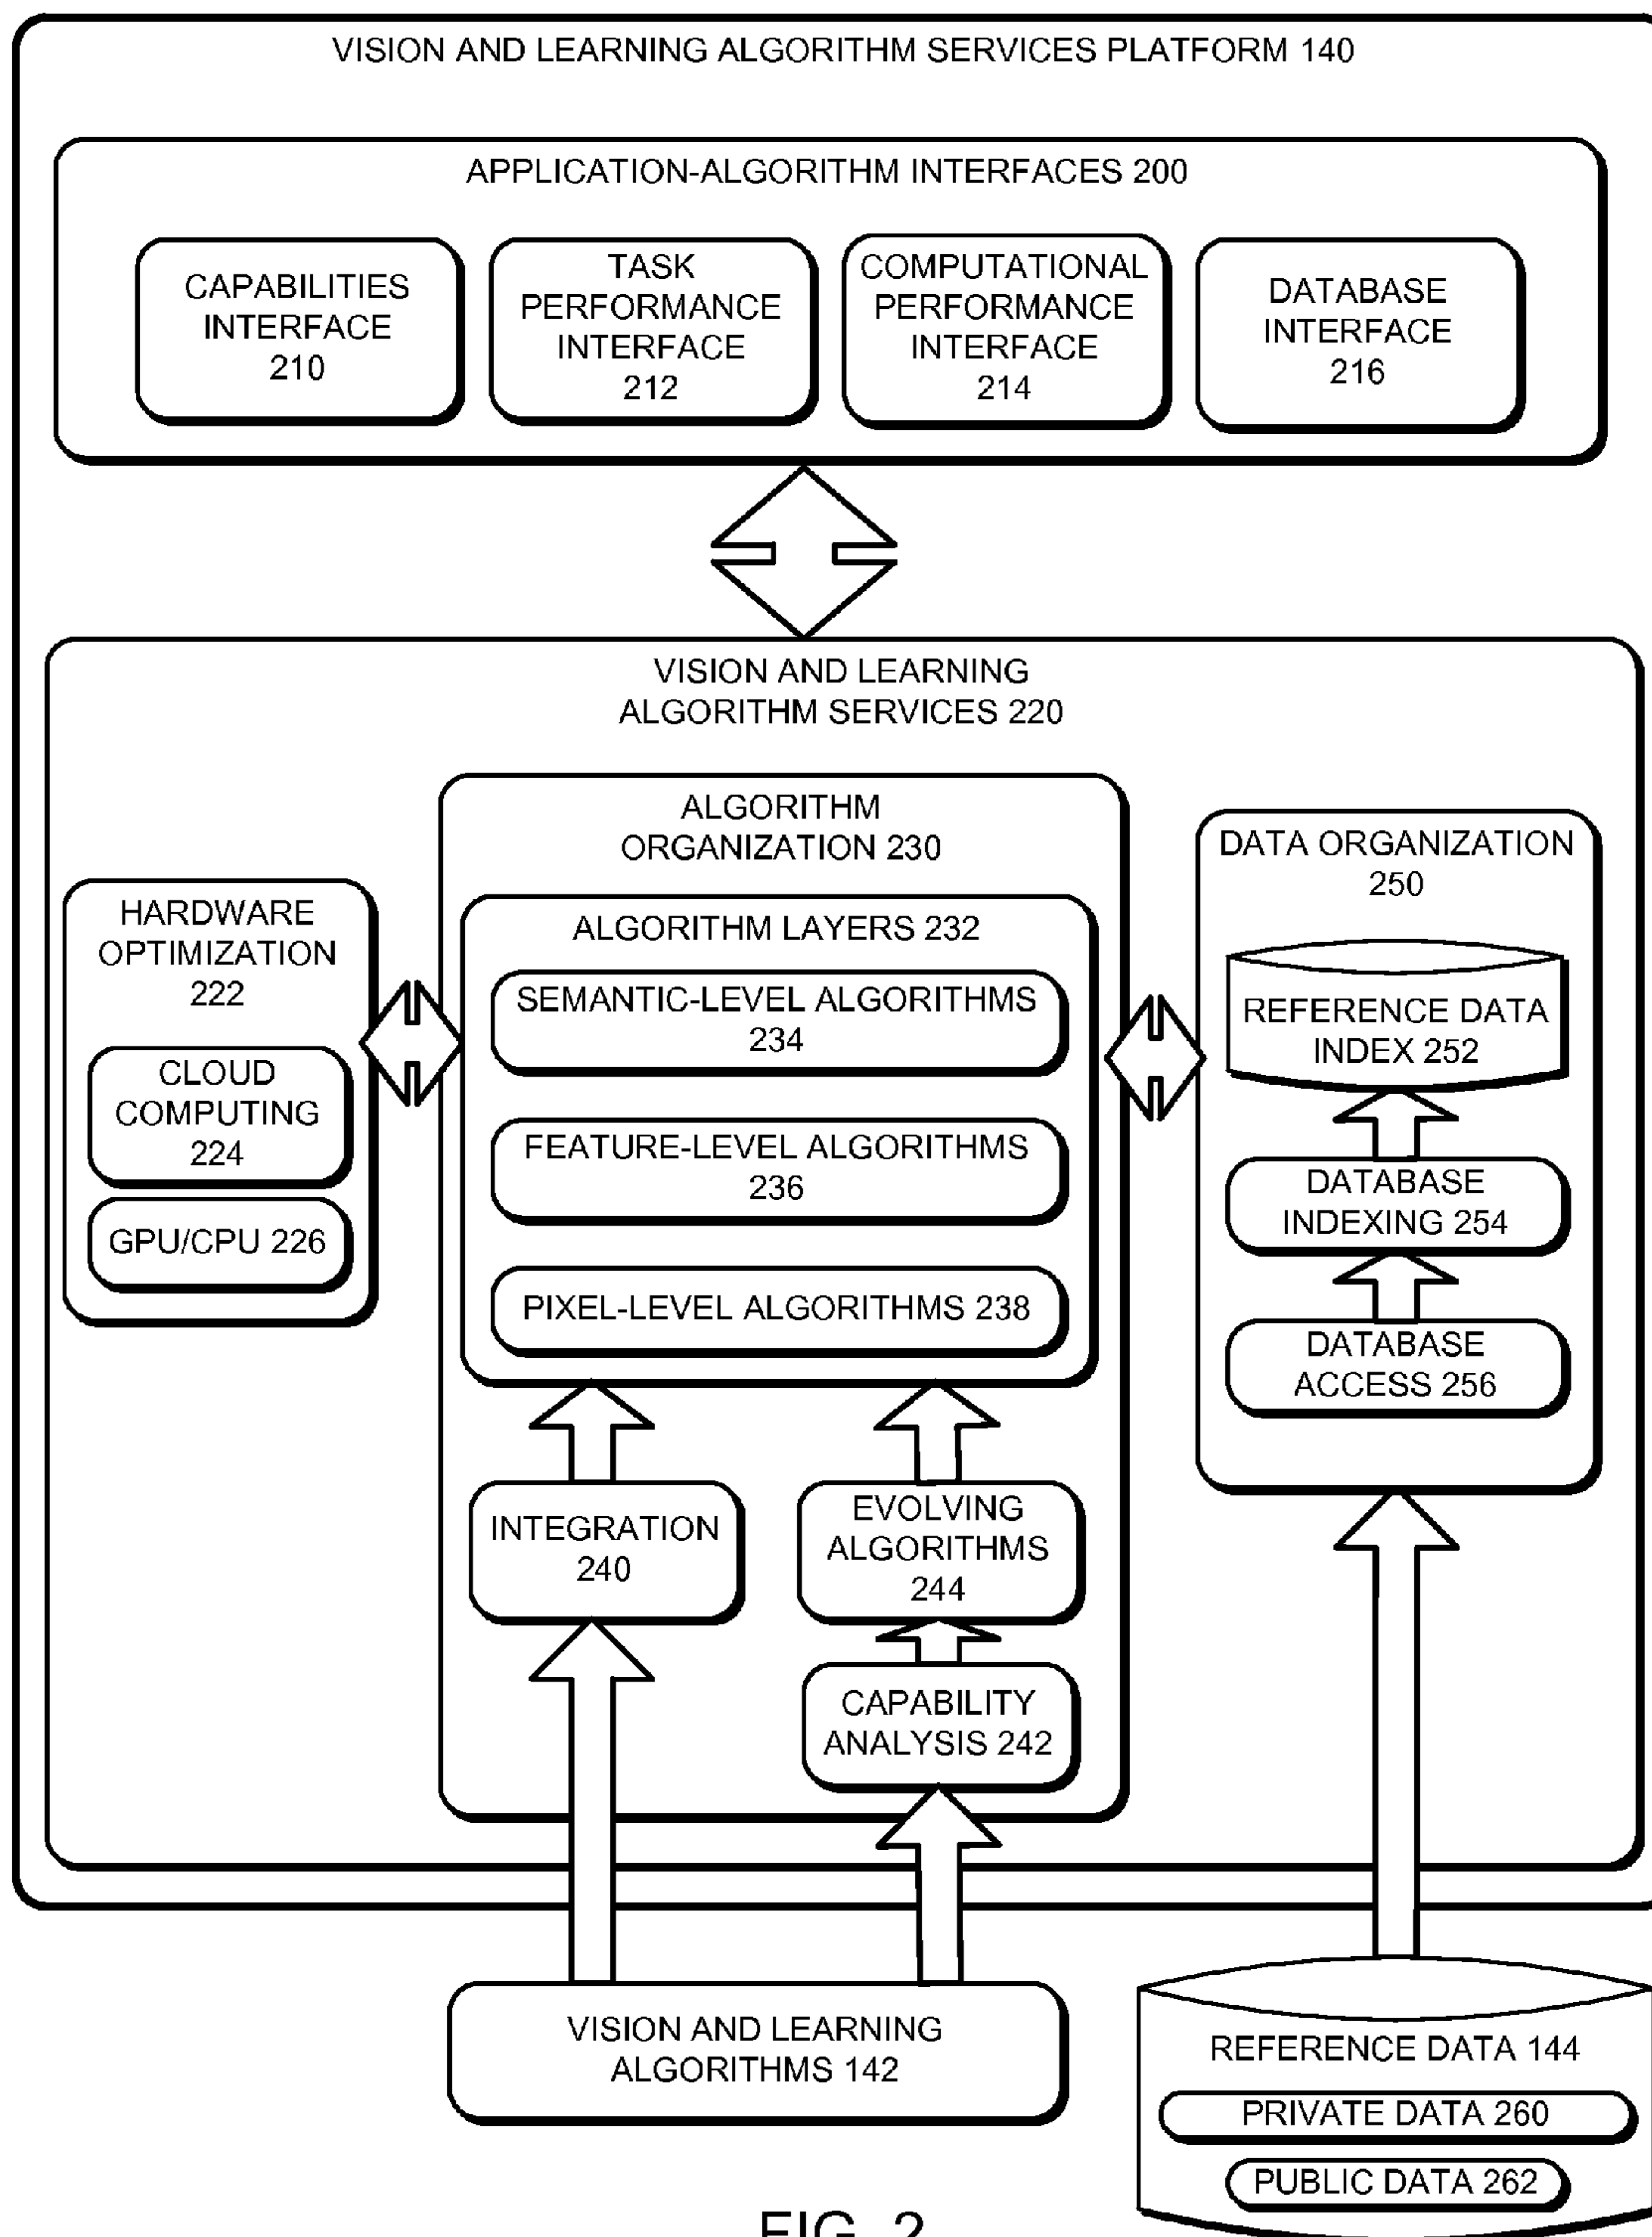 VISION AND LEARNING ALGORITHM SERVICES PLATFORM 140
APPLICATION-ALGORITHM INTERFACES 200
CAPABILITIES
INTERFACE
210
TASK
PERFORMANCE
INTERFACE
212
COMPUTATIONAL
PERFORMANCE
INTERFACE
214
DATABASE
INTERFACE
216
VISION AND LEARNING
ALGORITHM SERVICES 220
HARDWARE
OPTIMIZATION
222
CLOUD
COMPUTING
224
GPU/CPU 226
ALGORITHM
ORGANIZATION 230
ALGORITHM LAYERS 232
SEMANTIC-LEVEL ALGORITHMS
234
FEATURE-LEVEL ALGORITHMS
236
PIXEL-LEVEL ALGORITHMS 238
INTEGRATION
240
EVOLVING
ALGORITHMS
244
CAPABILITY
ANALYSIS 242
DATA ORGANIZATION
250
REFERENCE DATA
INDEX 252
DATABASE
INDEXING 254
DATABASE
ACCESS 256
VISION AND LEARNING
ALGORITHMS 142
REFERENCE DATA 144
PRIVATE DATA 260
PUBLIC DATA 262
FIG. 2